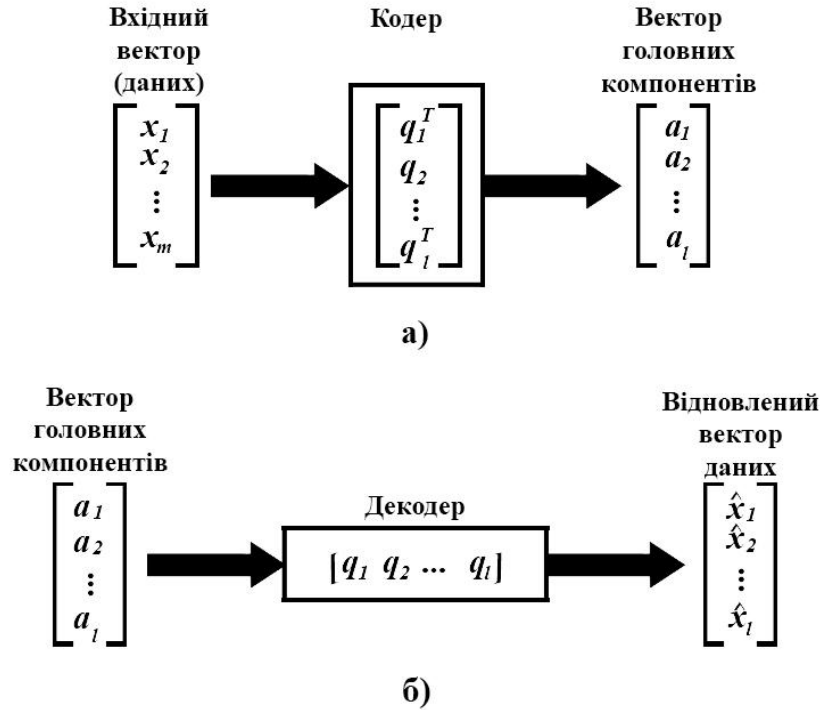 Вхідний
вектор
(даних)
Кодер
Вектор
головних
компонентів
x₁
x₂
⋮
xₘ
q₁ᵀ
q₂
⋮
qₗᵀ
a₁
a₂
⋮
aₗ
а)
Вектор
головних
компонентів
Декодер
Відновлений
вектор
даних
a₁
a₂
⋮
aₗ
[q₁ q₂ ... qₗ]
x̂₁
x̂₂
⋮
x̂ₗ
б)